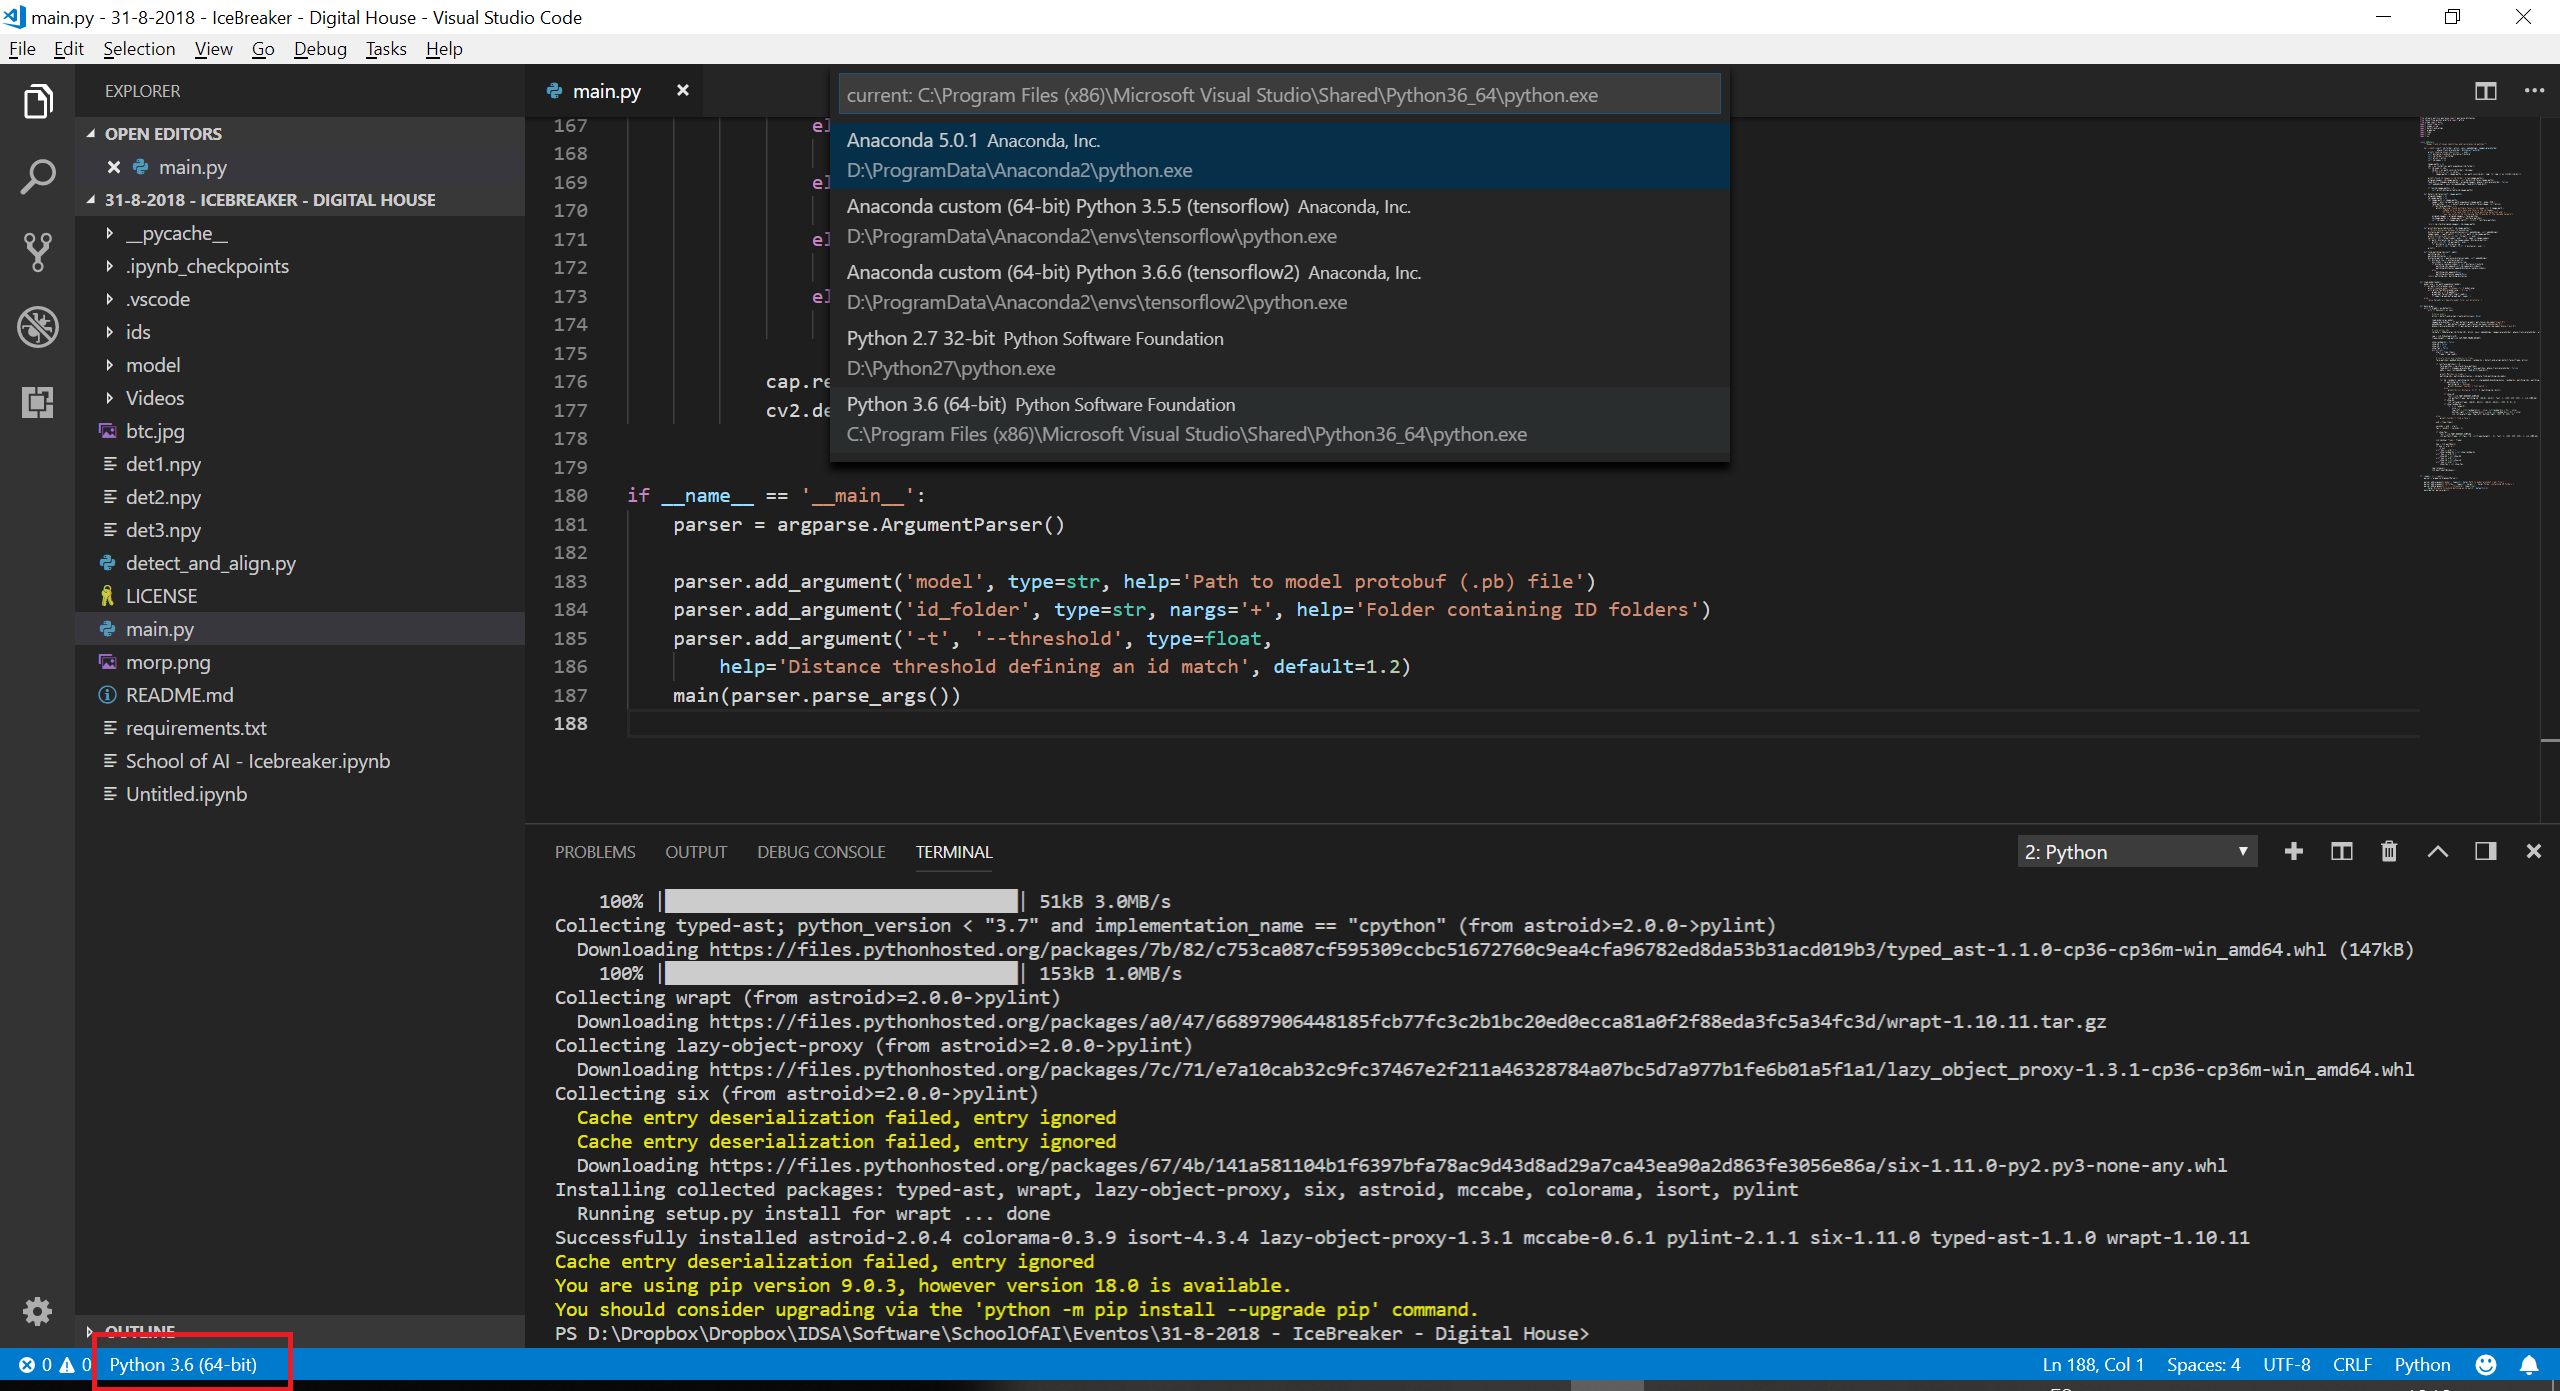 main.py - 31-8-2018 - IceBreaker - Digital House - Visual Studio Code
File Edit Selection View Go Debug Tasks Help
EXPLORER
OPEN EDITORS
main.py
31-8-2018 - ICEBREAKER - DIGITAL HOUSE
__pycache__
.ipynb_checkpoints
.vscode
ids
model
Videos
btc.jpg
det1.npy
det2.npy
det3.npy
detect_and_align.py
LICENSE
main.py
morp.png
README.md
requirements.txt
School of AI - Icebreaker.ipynb
Untitled.ipynb
OUTLINE
main.py
current: C:\Program Files (x86)\Microsoft Visual Studio\Shared\Python36_64\python.exe
Anaconda 5.0.1 Anaconda, Inc.
D:\ProgramData\Anaconda2\python.exe
Anaconda custom (64-bit) Python 3.5.5 (tensorflow) Anaconda, Inc.
D:\ProgramData\Anaconda2\envs\tensorflow\python.exe
Anaconda custom (64-bit) Python 3.6.6 (tensorflow2) Anaconda, Inc.
D:\ProgramData\Anaconda2\envs\tensorflow2\python.exe
Python 2.7 32-bit Python Software Foundation
D:\Python27\python.exe
Python 3.6 (64-bit) Python Software Foundation
C:\Program Files (x86)\Microsoft Visual Studio\Shared\Python36_64\python.exe
167 el
168
169 el
170
171 el
172
173 el
174
175
176 cap.re
177 cv2.de
178
179
180 if __name__ == '__main__':
181 parser = argparse.ArgumentParser()
182
183 parser.add_argument('model', type=str, help='Path to model protobuf (.pb) file')
184 parser.add_argument('id_folder', type=str, nargs='+', help='Folder containing ID folders')
185 parser.add_argument('-t', '--threshold', type=float,
186 help='Distance threshold defining an id match', default=1.2)
187 main(parser.parse_args())
188
PROBLEMS OUTPUT DEBUG CONSOLE TERMINAL
2: Python
100% | | 51kB 3.0MB/s
Collecting typed-ast; python_version < "3.7" and implementation_name == "cpython" (from astroid>=2.0.0->pylint)
Downloading https://files.pythonhosted.org/packages/7b/82/c753ca087cf595309ccbc51672760c9ea4cfa96782ed8da53b31acd019b3/typed_ast-1.1.0-cp36-cp36m-win_amd64.whl (147kB)
100% | | 153kB 1.0MB/s
Collecting wrapt (from astroid>=2.0.0->pylint)
Downloading https://files.pythonhosted.org/packages/a0/47/66897906448185fcb77fc3c2b1bc20ed0ecca81a0f2f88eda3fc5a34fc3d/wrapt-1.10.11.tar.gz
Collecting lazy-object-proxy (from astroid>=2.0.0->pylint)
Downloading https://files.pythonhosted.org/packages/7c/71/e7a10cab32c9fc37467e2f211a46328784a07bc5d7a977b1fe6b01a5f1a1/lazy_object_proxy-1.3.1-cp36-cp36m-win_amd64.whl
Collecting six (from astroid>=2.0.0->pylint)
Cache entry deserialization failed, entry ignored
Cache entry deserialization failed, entry ignored
Downloading https://files.pythonhosted.org/packages/67/4b/141a581104b1f6397bfa78ac9d43d8ad29a7ca43ea90a2d863fe3056e86a/six-1.11.0-py2.py3-none-any.whl
Installing collected packages: typed-ast, wrapt, lazy-object-proxy, six, astroid, mccabe, colorama, isort, pylint
Running setup.py install for wrapt ... done
Successfully installed astroid-2.0.4 colorama-0.3.9 isort-4.3.4 lazy-object-proxy-1.3.1 mccabe-0.6.1 pylint-2.1.1 six-1.11.0 typed-ast-1.1.0 wrapt-1.10.11
Cache entry deserialization failed, entry ignored
You are using pip version 9.0.3, however version 18.0 is available.
You should consider upgrading via the 'python -m pip install --upgrade pip' command.
PS D:\Dropbox\Dropbox\IDSA\Software\SchoolOfAI\Eventos\31-8-2018 - IceBreaker - Digital House>
0 0 Python 3.6 (64-bit) Ln 188, Col 1 Spaces: 4 UTF-8 CRLF Python